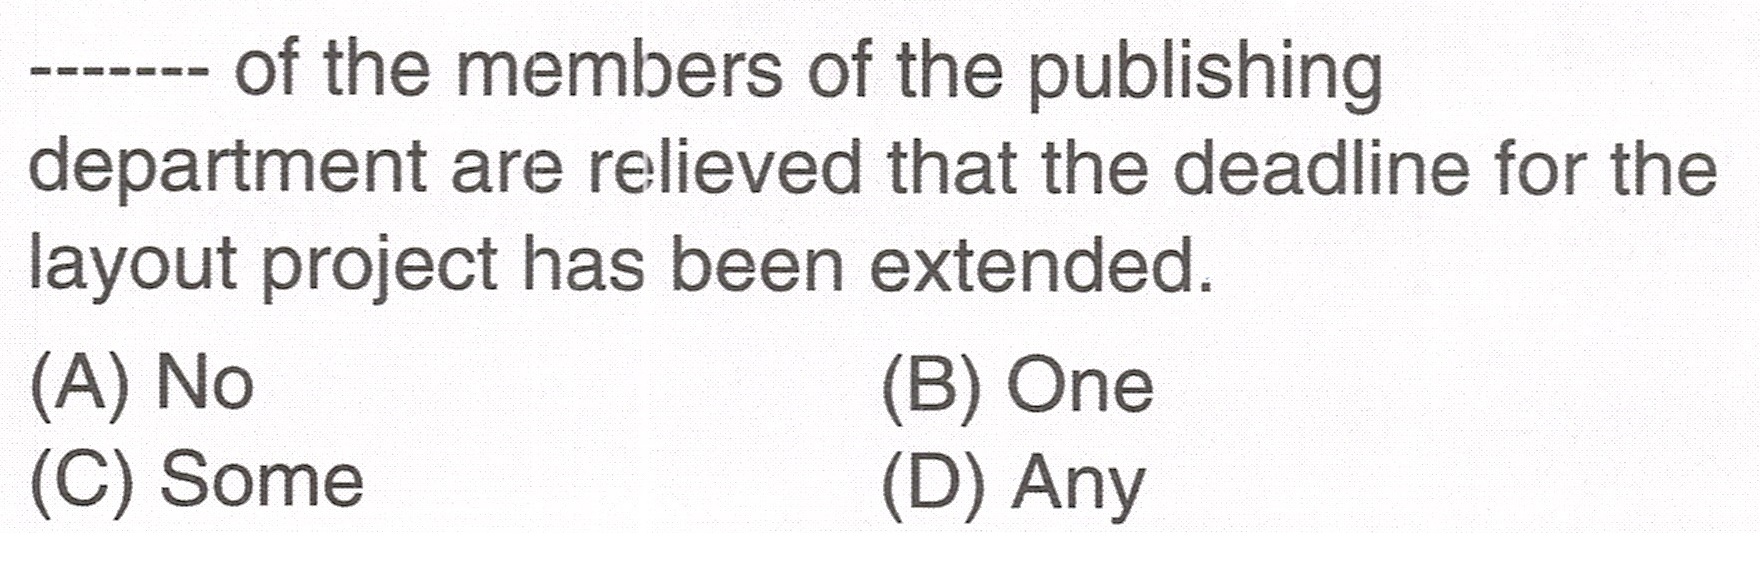 ------- of the members of the publishing
department are relieved that the deadline for the
layout project has been extended.
(A) No (B) One
(C) Some (D) Any